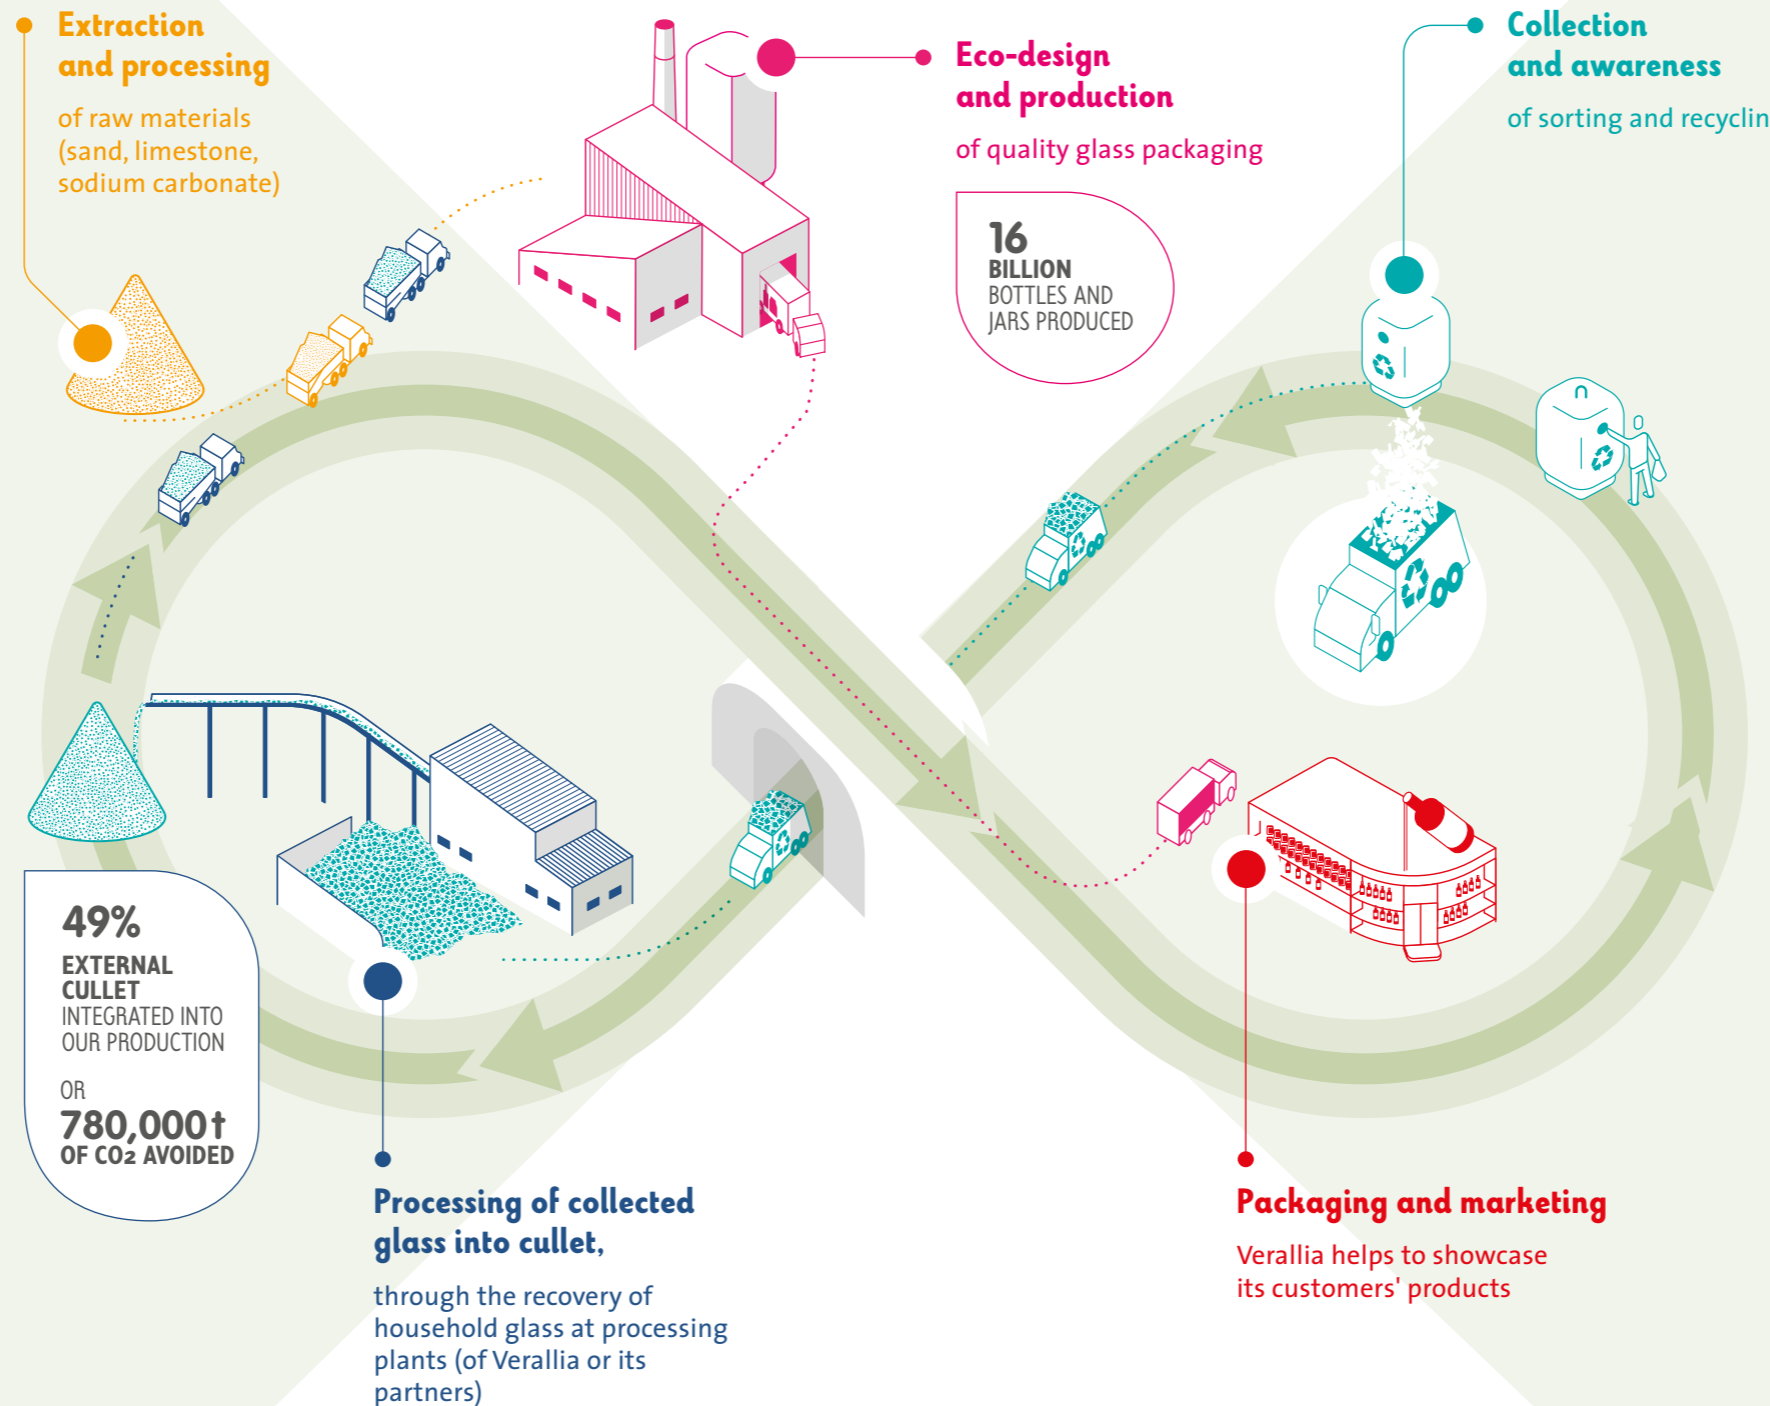 Extraction
and processing
of raw materials
(sand, limestone,
sodium carbonate)
Eco-design
and production
of quality glass packaging
16
BILLION
BOTTLES AND
JARS PRODUCED
Collection
and awareness
of sorting and recyclin
49%
EXTERNAL
CULLET
INTEGRATED INTO
OUR PRODUCTION
OR
780,000t
OF CO2 AVOIDED
Processing of collected
glass into cullet,
through the recovery of
household glass at processing
plants (of Verallia or its
partners)
Packaging and marketing
Verallia helps to showcase
its customers' products